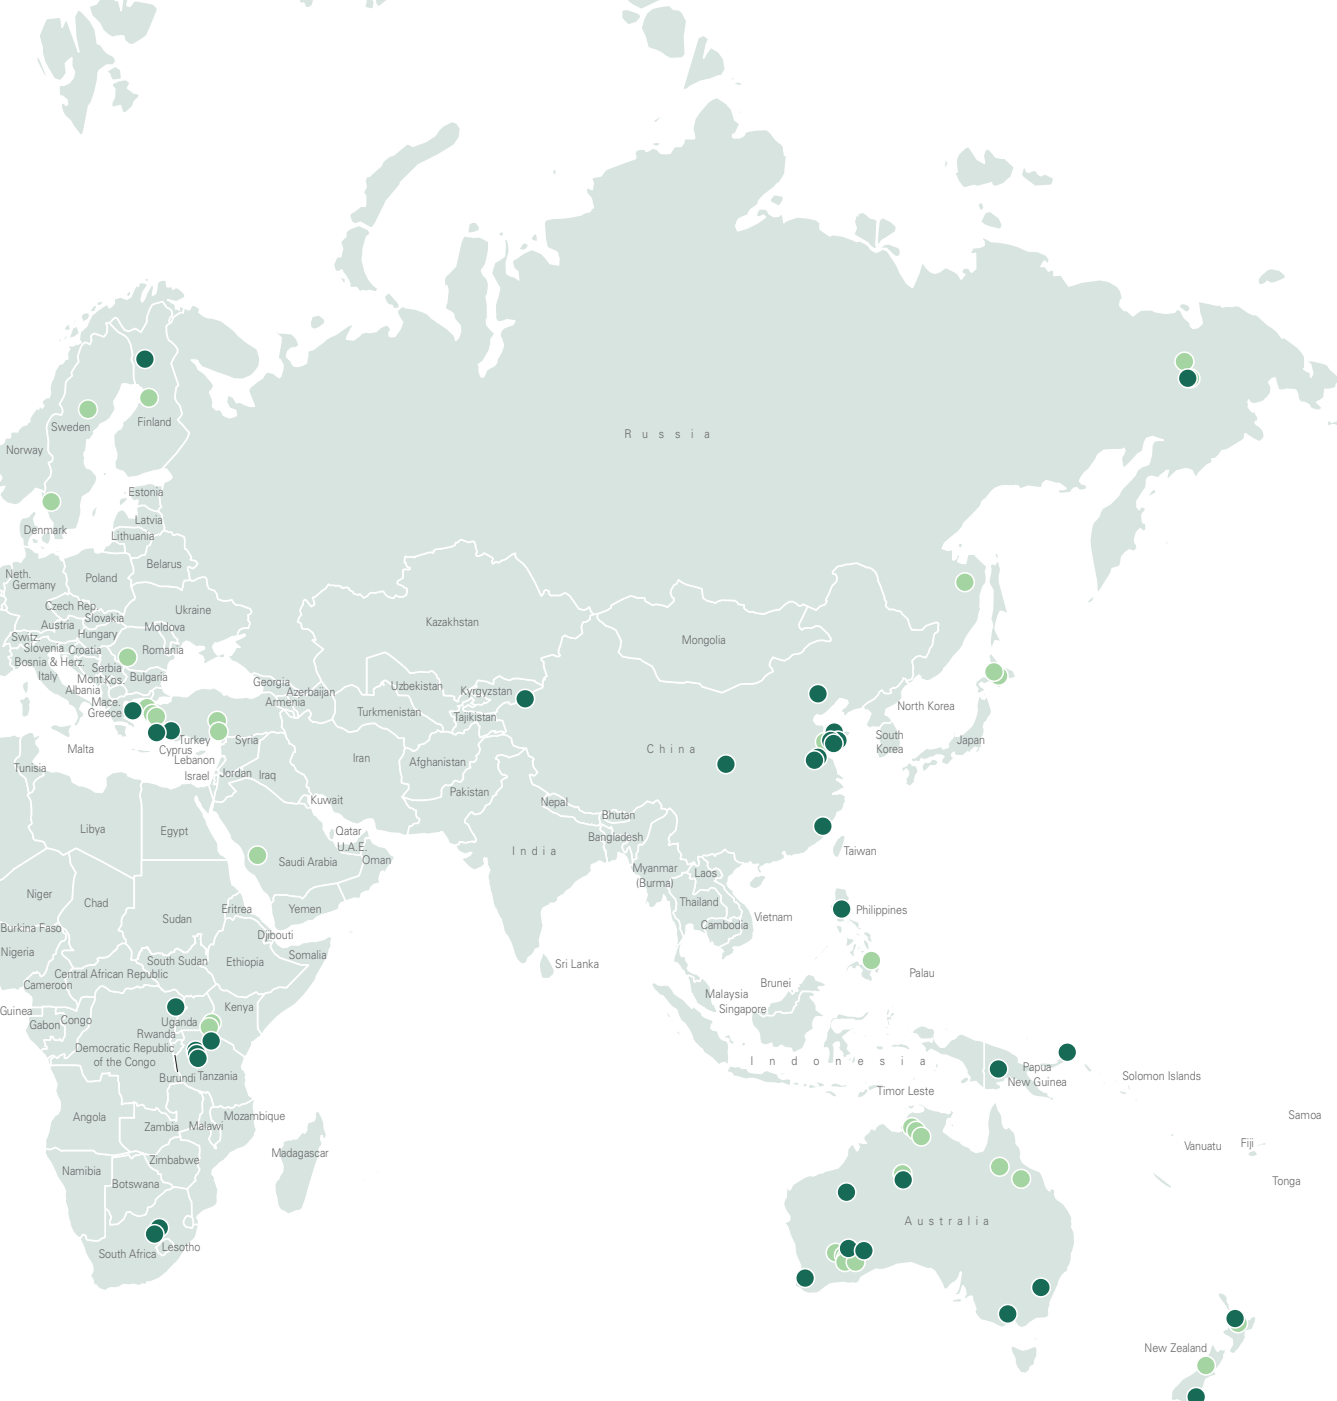 Russia
Finland
Sweden
Norway
Estonia
Latvia
Denmark
Lithuania
Belarus
Neth.
Germany
Poland
Czech Rep.
Ukraine
Slovakia
Austria
Moldova
Hungary
Switz.
Slovenia
Croatia
Romania
Bosnia & Herz.
Serbia
Italy
Mont.
Kos.
Bulgaria
Albania
Mace.
Greece
Kazakhstan
Mongolia
Georgia
Azerbaijan
Armenia
Uzbekistan
Kyrgyzstan
Turkmenistan
Tajikistan
North Korea
South
Korea
Japan
China
Turkey
Syria
Malta
Cyprus
Lebanon
Tunisia
Israel
Jordan
Iraq
Iran
Afghanistan
Pakistan
Kuwait
Nepal
Bhutan
Bangladesh
India
Libya
Egypt
Qatar
U.A.E.
Oman
Saudi Arabia
Taiwan
Myanmar
(Burma)
Laos
Thailand
Vietnam
Cambodia
Philippines
Niger
Chad
Sudan
Eritrea
Yemen
Burkina Faso
Djibouti
Nigeria
South Sudan
Ethiopia
Somalia
Sri Lanka
Central African Republic
Cameroon
Palau
Brunei
Malaysia
Singapore
Guinea
Gabon
Congo
Uganda
Kenya
Rwanda
Democratic Republic
of the Congo
Burundi
Tanzania
Indonesia
Papua
New Guinea
Solomon Islands
Timor Leste
Angola
Zambia
Malawi
Mozambique
Samoa
Madagascar
Zimbabwe
Namibia
Botswana
Vanuatu
Fiji
Tonga
Australia
South Africa
Lesotho
New Zealand